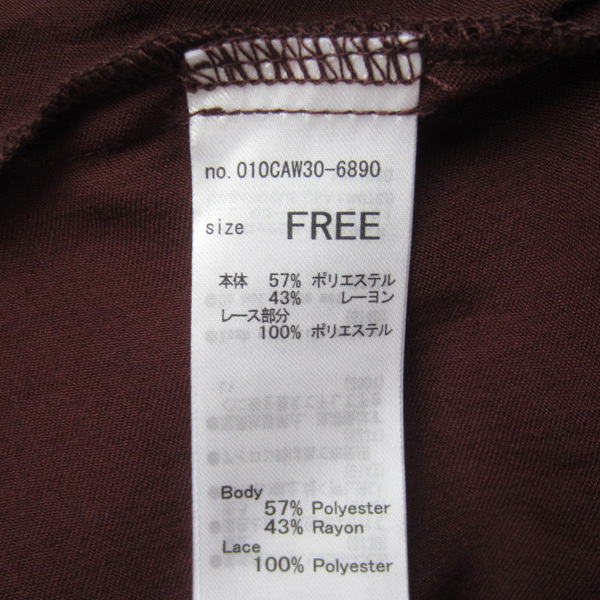 no. 010CAW30-6890
size FREE
本体 57% ポリエステル
43% レーヨン
レース部分
100% ポリエステル
Body
57% Polyester
43% Rayon
Lace
100% Polyester